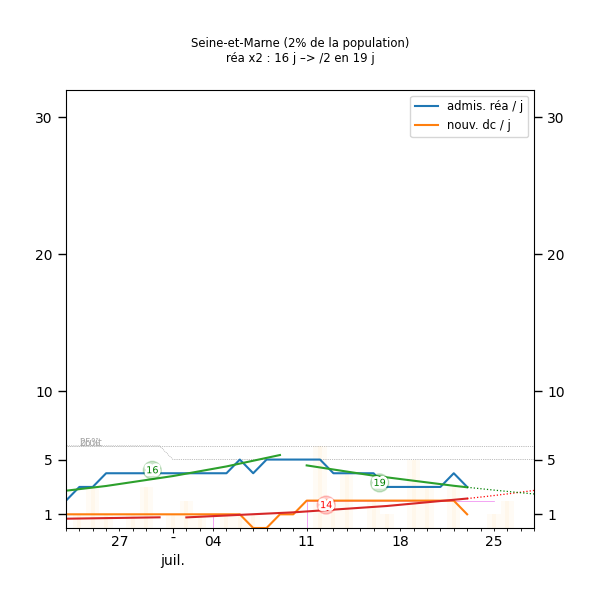 Seine-et-Marne (2% de la population)
réa x2 : 16 j –> /2 en 19 j
admis. réa / j
nouv. dc / j
30 30
20 20
10 10
5 5
1 1
16
19
14
27 - 04 11 18 25
juil.